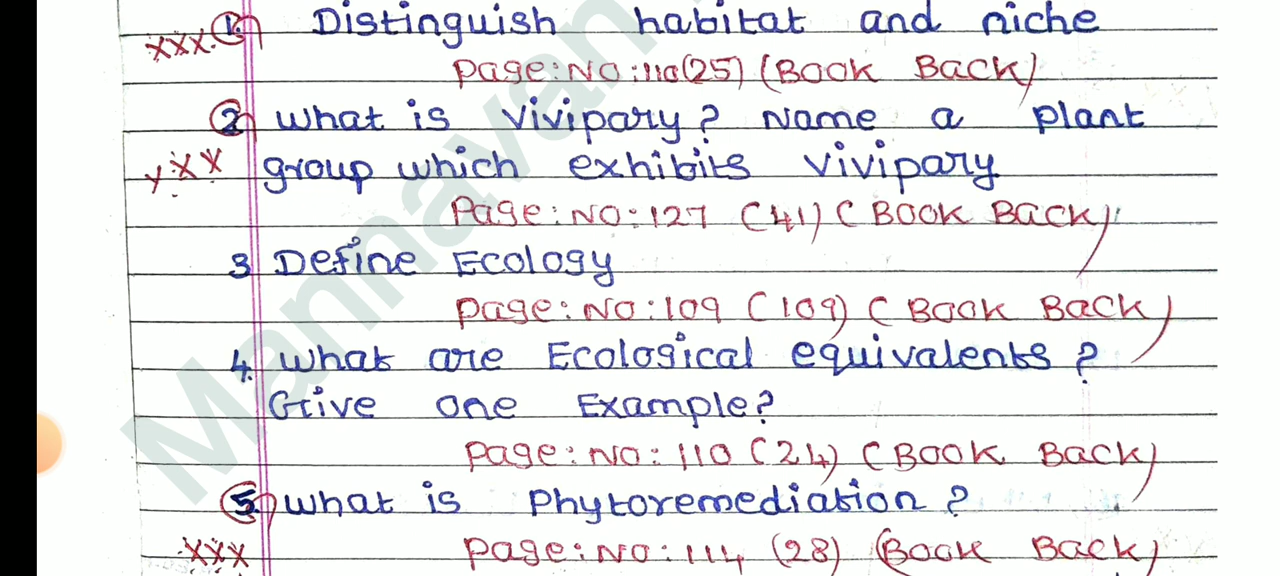 xxx. 1. Distinguish habitat and niche
Page: NO: 110 (25) (BOOK Back)
2. What is Vivipary? Name a plant
xxx group which exhibits vivipary
Page: NO: 127 (41) (BOOK Back)
3 Define Ecology
Page: NO: 109 (109) (BOOK Back)
4. What are Ecological equivalents?
Give one Example?
Page: NO: 110 (24) (BOOK Back)
5. What is Phytoremediation?
xxx Page: NO: 114 (28) (Book Back)
Mannavan